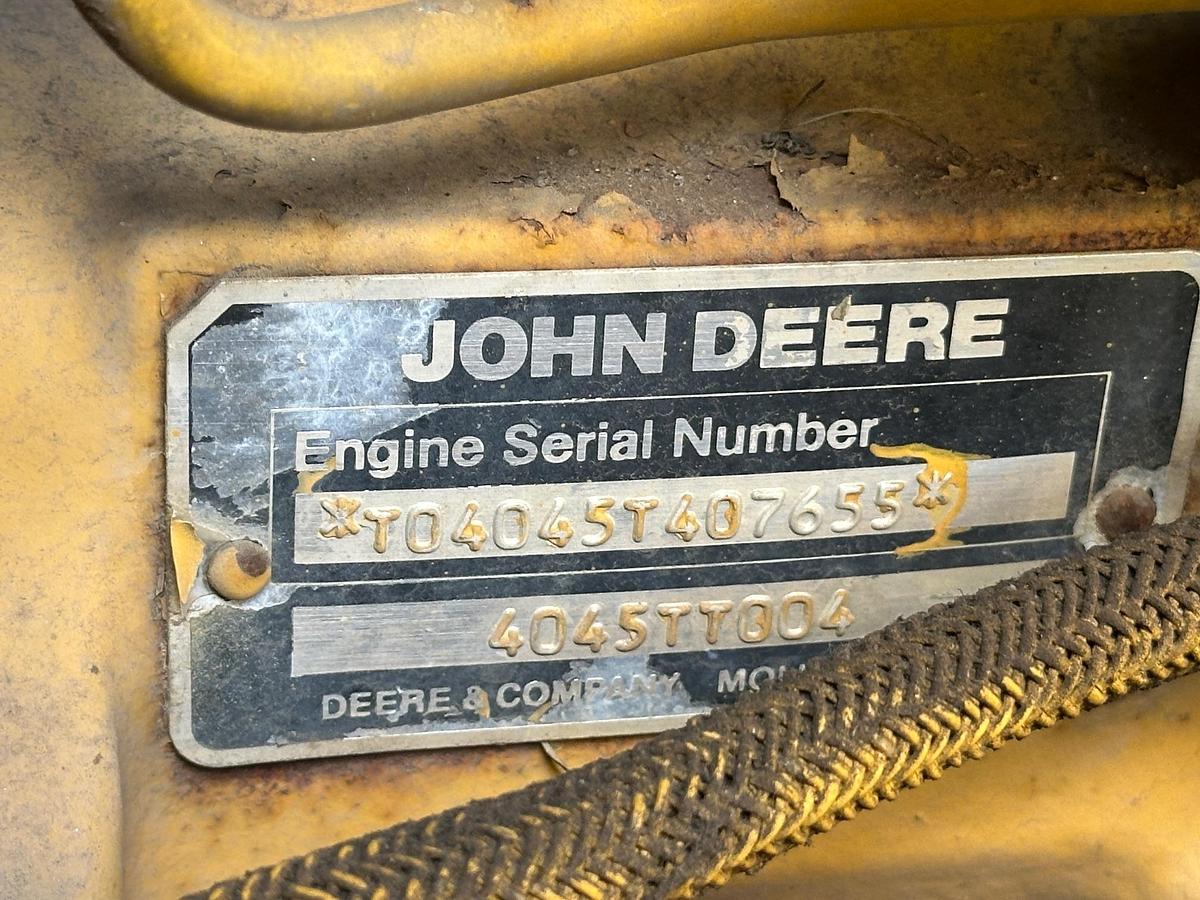 JOHN DEERE
Engine Serial Number
*T04045T407655*
4045TT004
DEERE & COMPANY